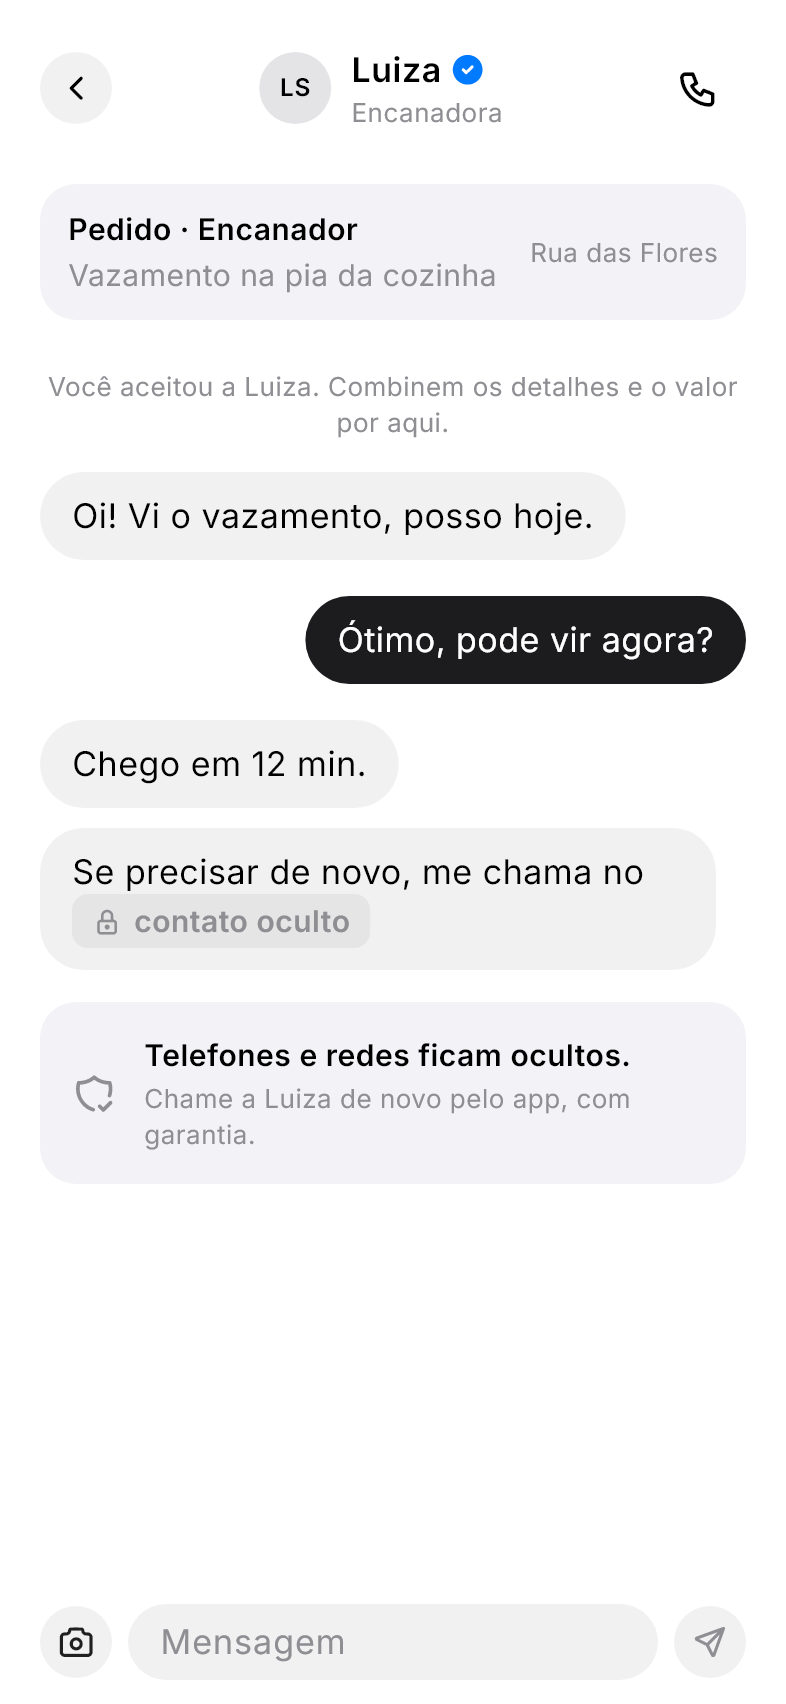 LS
Luiza
Encanadora
Pedido · Encanador
Vazamento na pia da cozinha
Rua das Flores
Você aceitou a Luiza. Combinem os detalhes e o valor
por aqui.
Oi! Vi o vazamento, posso hoje.
Ótimo, pode vir agora?
Chego em 12 min.
Se precisar de novo, me chama no
contato oculto
Telefones e redes ficam ocultos.
Chame a Luiza de novo pelo app, com
garantia.
Mensagem